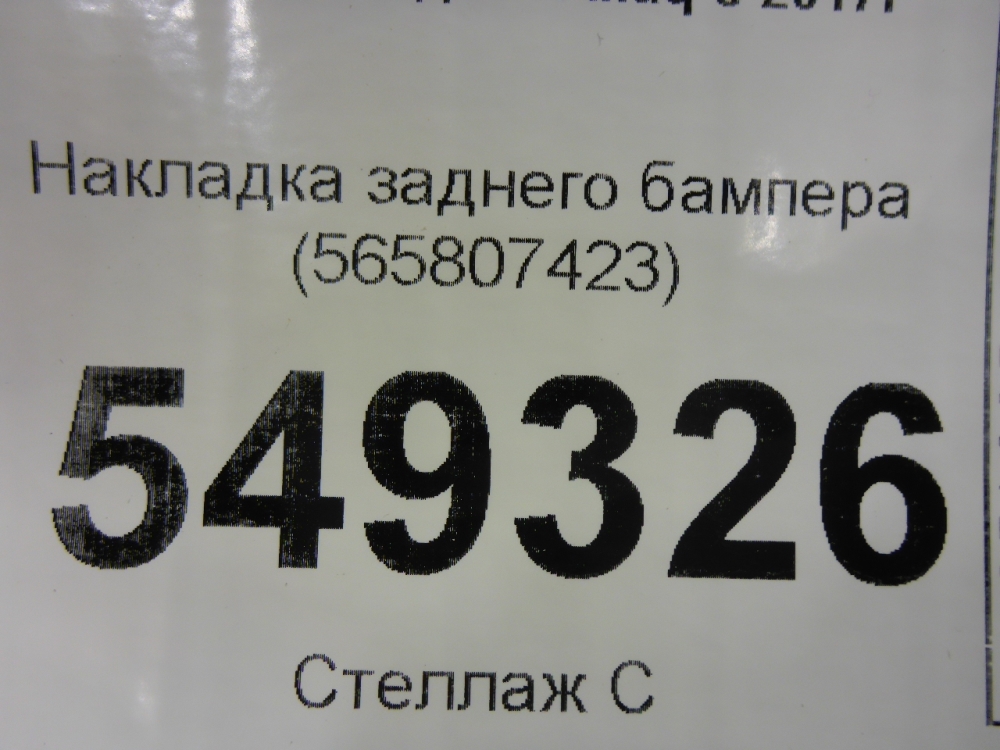 Накладка заднего бампера
(565807423)
549326
Стеллаж С